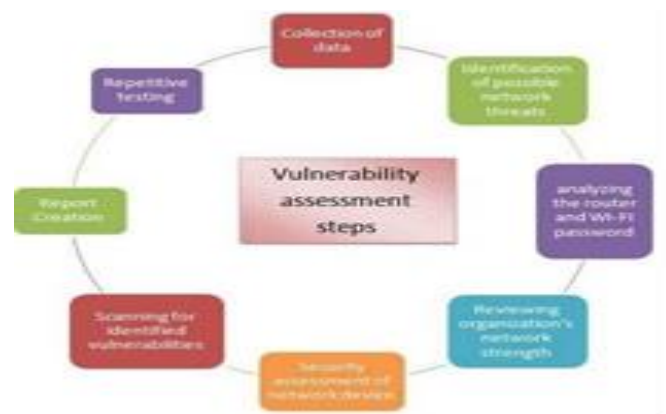 Collection of
data
Identification
of possible
network
threats
analyzing
the router
and WI-FI
password
Reviewing
organization's
network
strength
Security
assessment of
network device
Scanning for
identified
vulnerabilities
Report
Creation
Repetitive
testing
Vulnerability
assessment
steps